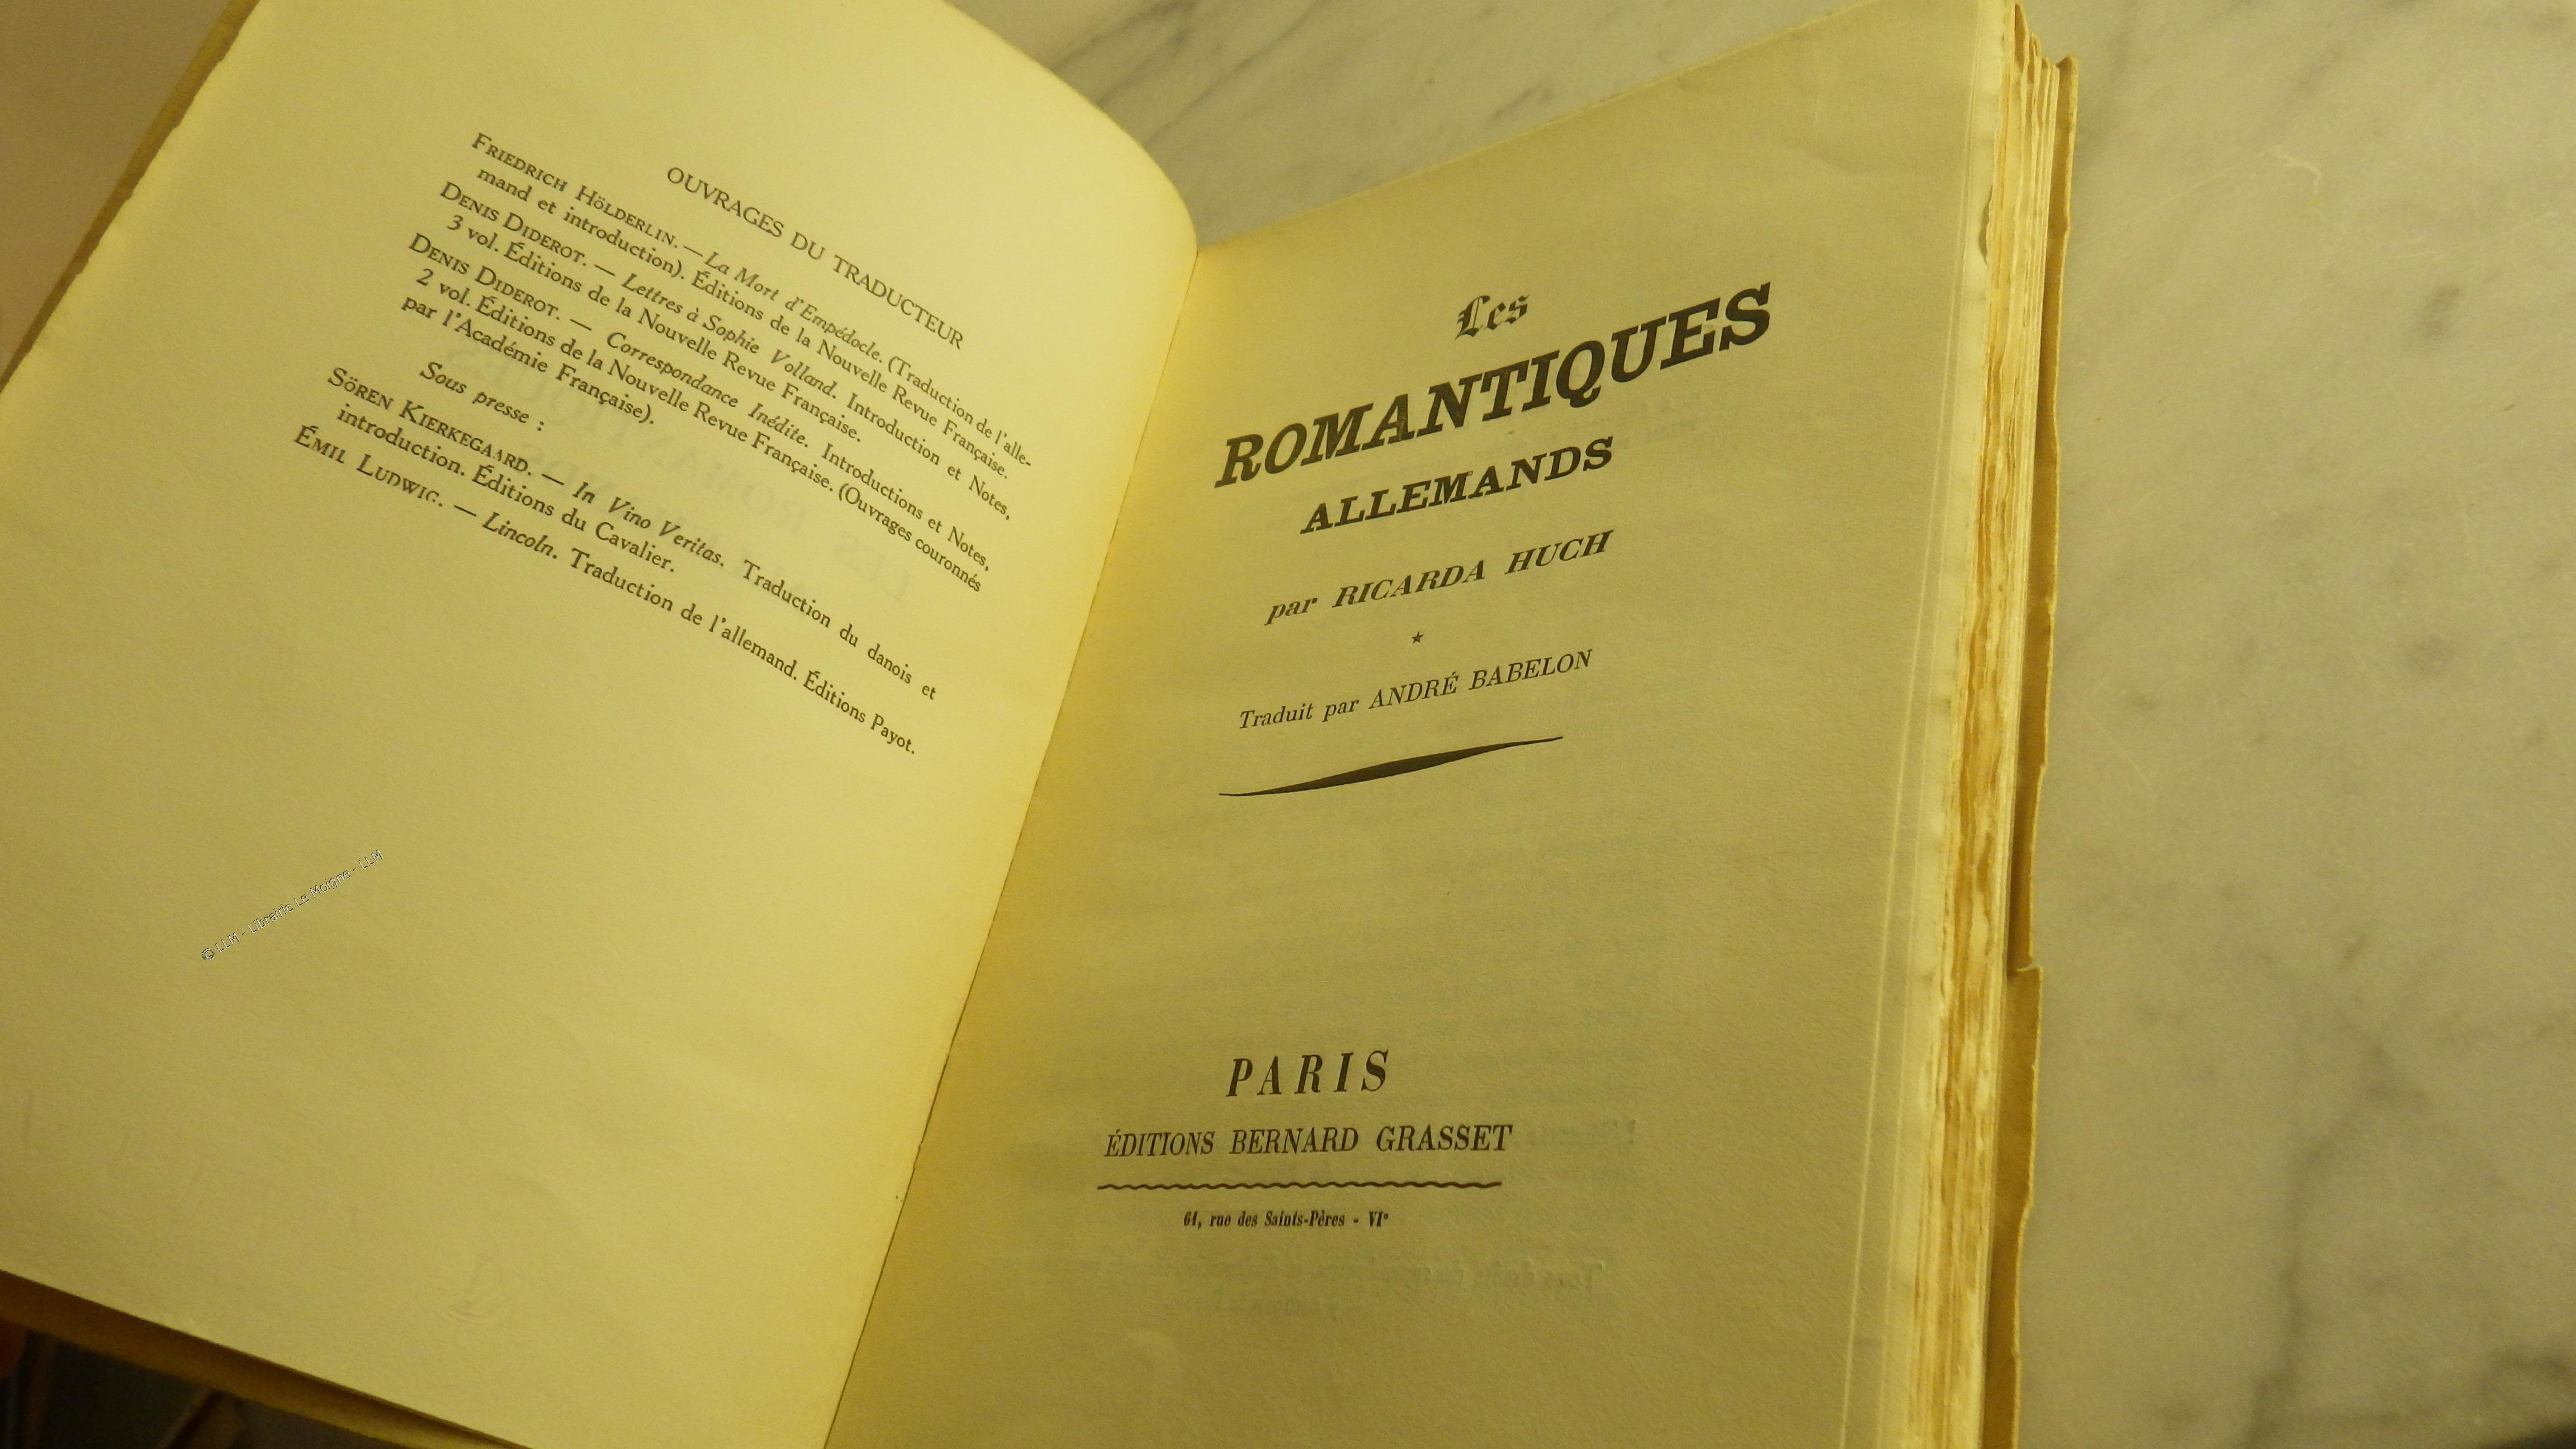 OUVRAGES DU TRADUCTEUR
FRIEDRICH HÖLDERLIN. — La Mort d'Empédocle. (Traduction de l'alle-
mand et introduction). Éditions de la Nouvelle Revue Française.
DENIS DIDEROT. — Lettres à Sophie Volland. Introduction et Notes,
3 vol. Éditions de la Nouvelle Revue Française.
DENIS DIDEROT. — Correspondance Inédite. Introductions et Notes,
2 vol. Éditions de la Nouvelle Revue Française. (Ouvrages couronnés
par l'Académie Française).
Sous presse :
SÖREN KIERKEGAARD. — In Vino Veritas. Traduction du danois et
introduction. Éditions du Cavalier.
ÉMIL LUDWIG. — Lincoln. Traduction de l'allemand. Éditions Payot.
© LLM - Librairie Le Moigne - LLM
Les
ROMANTIQUES
ALLEMANDS
par RICARDA HUCH
★
Traduit par ANDRÉ BABELON
PARIS
ÉDITIONS BERNARD GRASSET
61, rue des Saints-Pères - VIe